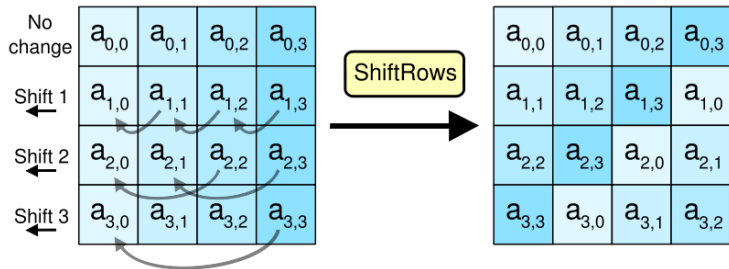 No change
a0,0 a0,1 a0,2 a0,3
Shift 1
a1,0 a1,1 a1,2 a1,3
Shift 2
a2,0 a2,1 a2,2 a2,3
Shift 3
a3,0 a3,1 a3,2 a3,3
ShiftRows
a0,0 a0,1 a0,2 a0,3
a1,1 a1,2 a1,3 a1,0
a2,2 a2,3 a2,0 a2,1
a3,3 a3,0 a3,1 a3,2